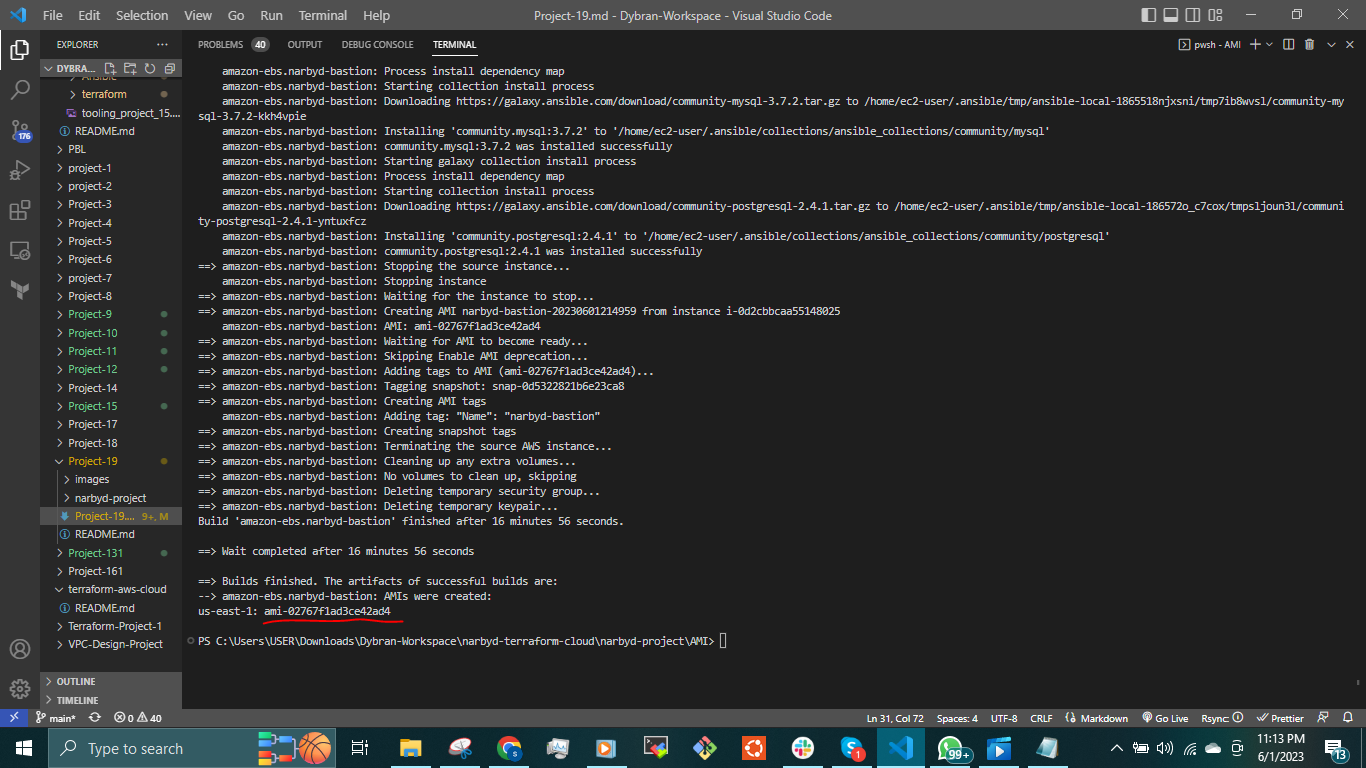 File Edit Selection View Go Run Terminal Help
Project-19.md - Dybran-Workspace - Visual Studio Code
EXPLORER
DYBRA...
Ansible
terraform
tooling_project_15....
README.md
PBL
project-1
project-2
Project-3
Project-4
Project-5
Project-6
project-7
Project-8
Project-9
Project-10
Project-11
Project-12
Project-14
Project-15
Project-17
Project-18
Project-19
images
narbyd-project
Project-19.... 9+, M
README.md
Project-131
Project-161
terraform-aws-cloud
README.md
Terraform-Project-1
VPC-Design-Project
OUTLINE
TIMELINE
176
PROBLEMS 40 OUTPUT DEBUG CONSOLE TERMINAL
pwsh - AMI
amazon-ebs.narbyd-bastion: Process install dependency map
amazon-ebs.narbyd-bastion: Starting collection install process
amazon-ebs.narbyd-bastion: Downloading https://galaxy.ansible.com/download/community-mysql-3.7.2.tar.gz to /home/ec2-user/.ansible/tmp/ansible-local-1865518njxsni/tmp7ib8wvsl/community-my
sql-3.7.2-kkh4vpie
amazon-ebs.narbyd-bastion: Installing 'community.mysql:3.7.2' to '/home/ec2-user/.ansible/collections/ansible_collections/community/mysql'
amazon-ebs.narbyd-bastion: community.mysql:3.7.2 was installed successfully
amazon-ebs.narbyd-bastion: Starting galaxy collection install process
amazon-ebs.narbyd-bastion: Process install dependency map
amazon-ebs.narbyd-bastion: Starting collection install process
amazon-ebs.narbyd-bastion: Downloading https://galaxy.ansible.com/download/community-postgresql-2.4.1.tar.gz to /home/ec2-user/.ansible/tmp/ansible-local-186572o_c7cox/tmpsljoun3l/communi
ty-postgresql-2.4.1-yntuxfcz
amazon-ebs.narbyd-bastion: Installing 'community.postgresql:2.4.1' to '/home/ec2-user/.ansible/collections/ansible_collections/community/postgresql'
amazon-ebs.narbyd-bastion: community.postgresql:2.4.1 was installed successfully
==> amazon-ebs.narbyd-bastion: Stopping the source instance...
amazon-ebs.narbyd-bastion: Stopping instance
==> amazon-ebs.narbyd-bastion: Waiting for the instance to stop...
==> amazon-ebs.narbyd-bastion: Creating AMI narbyd-bastion-20230601214959 from instance i-0d2cbbcaa55148025
amazon-ebs.narbyd-bastion: AMI: ami-02767f1ad3ce42ad4
==> amazon-ebs.narbyd-bastion: Waiting for AMI to become ready...
==> amazon-ebs.narbyd-bastion: Skipping Enable AMI deprecation...
==> amazon-ebs.narbyd-bastion: Adding tags to AMI (ami-02767f1ad3ce42ad4)...
==> amazon-ebs.narbyd-bastion: Tagging snapshot: snap-0d5322821b6e23ca8
==> amazon-ebs.narbyd-bastion: Creating AMI tags
amazon-ebs.narbyd-bastion: Adding tag: "Name": "narbyd-bastion"
==> amazon-ebs.narbyd-bastion: Creating snapshot tags
==> amazon-ebs.narbyd-bastion: Terminating the source AWS instance...
==> amazon-ebs.narbyd-bastion: Cleaning up any extra volumes...
==> amazon-ebs.narbyd-bastion: No volumes to clean up, skipping
==> amazon-ebs.narbyd-bastion: Deleting temporary security group...
==> amazon-ebs.narbyd-bastion: Deleting temporary keypair...
Build 'amazon-ebs.narbyd-bastion' finished after 16 minutes 56 seconds.
==> Wait completed after 16 minutes 56 seconds
==> Builds finished. The artifacts of successful builds are:
--> amazon-ebs.narbyd-bastion: AMIs were created:
us-east-1: ami-02767f1ad3ce42ad4
PS C:\Users\USER\Downloads\Dybran-Workspace\narbyd-terraform-cloud\narbyd-project\AMI>
main* 0 40
Ln 31, Col 72 Spaces: 4 UTF-8 CRLF Markdown Go Live Rsync: Prettier
Type to search
99+
1
11:13 PM
6/1/2023
13